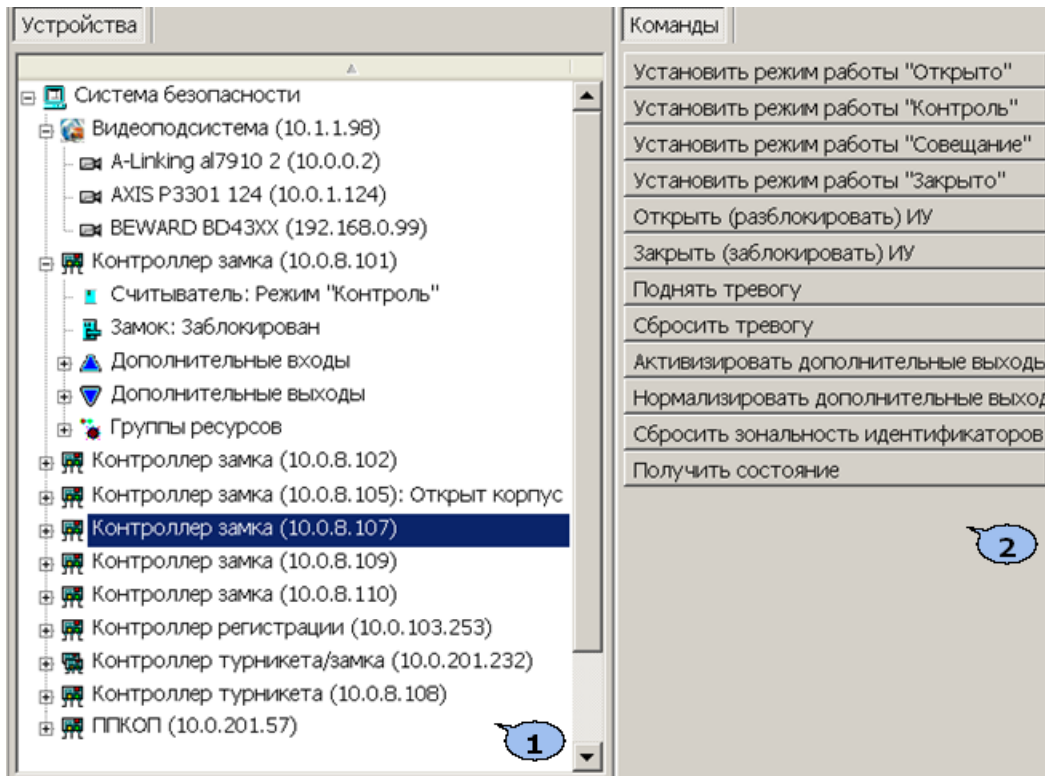 Устройства
Система безопасности
Видеоподсистема (10.1.1.98)
A-Linking al7910 2 (10.0.0.2)
AXIS P3301 124 (10.0.1.124)
BEWARD BD43XX (192.168.0.99)
Контроллер замка (10.0.8.101)
Считыватель: Режим "Контроль"
Замок: Заблокирован
Дополнительные входы
Дополнительные выходы
Группы ресурсов
Контроллер замка (10.0.8.102)
Контроллер замка (10.0.8.105): Открыт корпус
Контроллер замка (10.0.8.107)
Контроллер замка (10.0.8.109)
Контроллер замка (10.0.8.110)
Контроллер регистрации (10.0.103.253)
Контроллер турникета/замка (10.0.201.232)
Контроллер турникета (10.0.8.108)
ППКОП (10.0.201.57)
1
Команды
Установить режим работы "Открыто"
Установить режим работы "Контроль"
Установить режим работы "Совещание"
Установить режим работы "Закрыто"
Открыть (разблокировать) ИУ
Закрыть (заблокировать) ИУ
Поднять тревогу
Сбросить тревогу
Активизировать дополнительные выходы
Нормализировать дополнительные выход
Сбросить зональность идентификаторов
Получить состояние
2